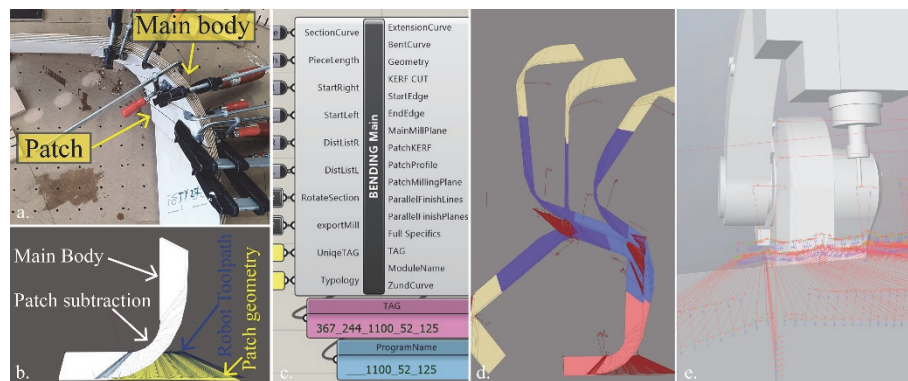 Main body
Patch
a.
Main Body
Patch subtraction
Robot Toolpath
Patch geometry
b.
SectionCurve
PieceLength
StartRight
StartLeft
DistListR
DistListL
RotateSection
exportMill
UniqeTAG
Typology
BENDING Main
ExtensionCurve
BentCurve
Geometry
KERF CUT
StartEdge
EndEdge
MainMillPlane
PatchKERF
PatchProfile
PatchMillingPlane
ParallelFinishLines
ParallelFinishPlanes
Full Specifics
TAG
ModuleName
ZundCurve
TAG
367_244_1100_52_125
ProgramName
___1100_52_125
c.
d.
e.